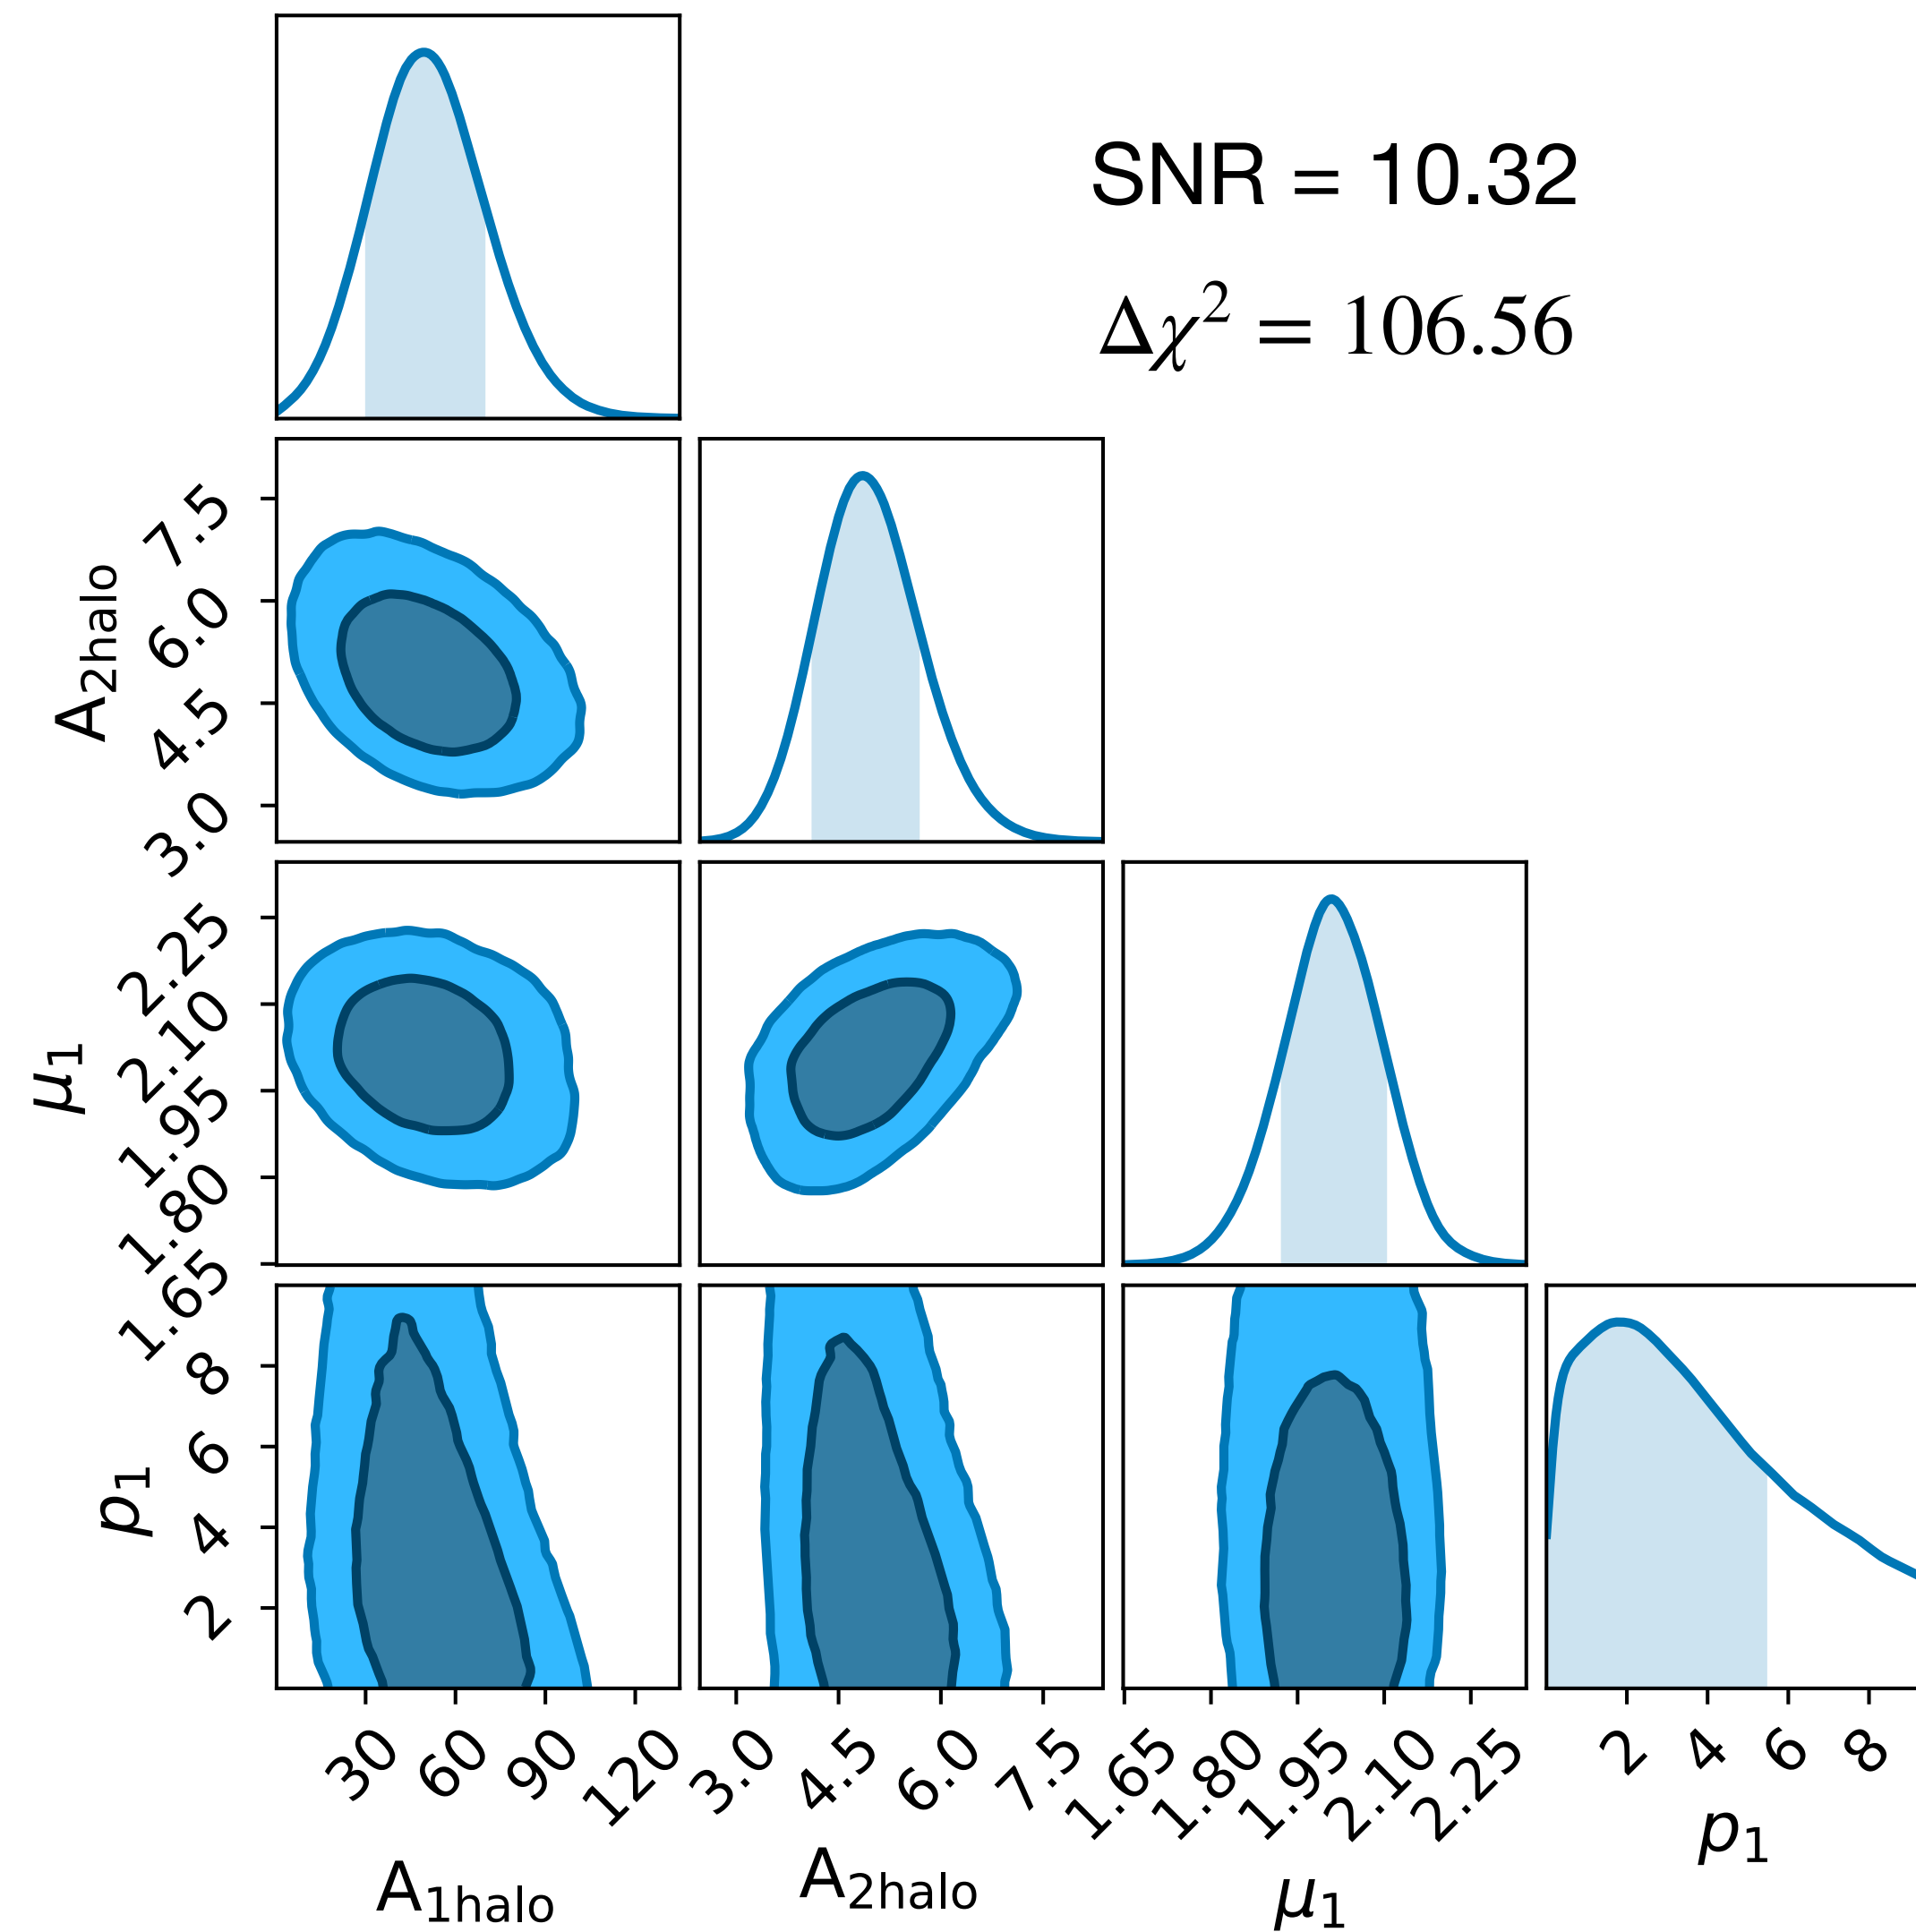 SNR = 10.32
Δχ² = 106.56
A₂halo
7.5
6.0
4.5
3.0
μ₁
2.25
2.10
1.95
1.80
1.65
p₁
8
6
4
2
30 60 90 120 3.0 4.5 6.0 7.5 1.65 1.80 1.95 2.10 2.25 2 4 6 8
A₁halo A₂halo μ₁ p₁